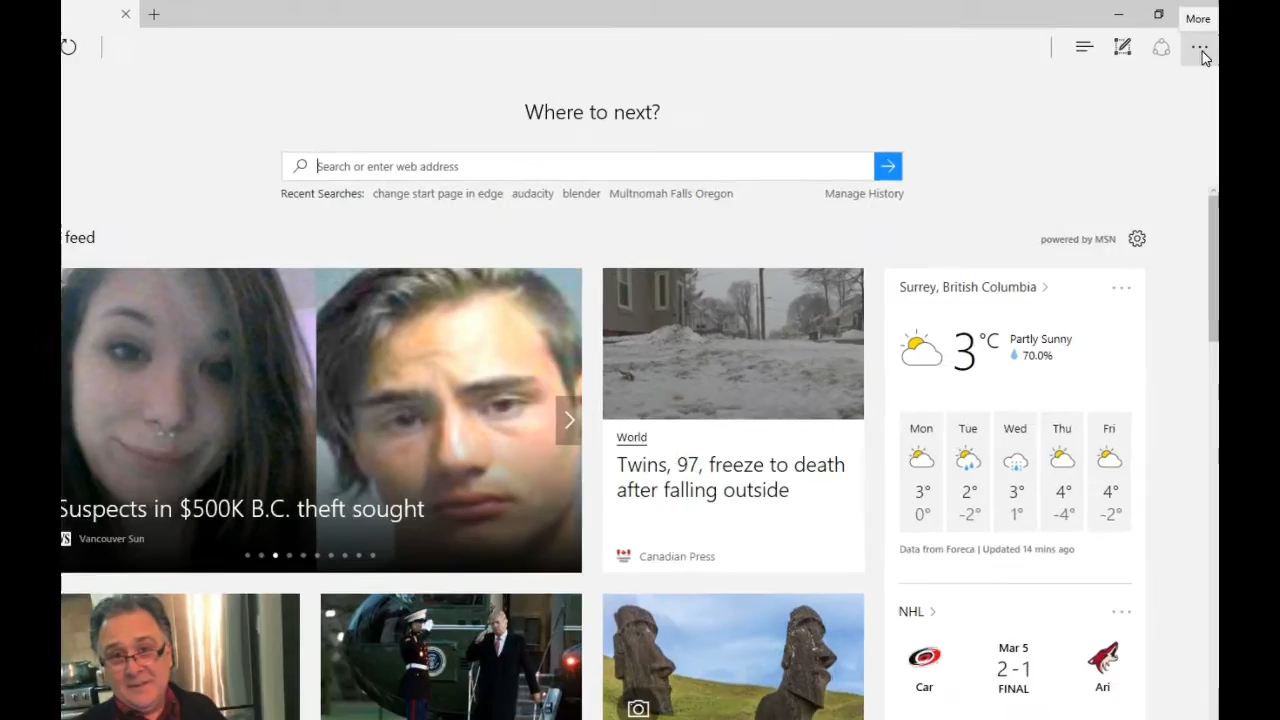 More
Where to next?
Search or enter web address
Recent Searches: change start page in edge audacity blender Multnomah Falls Oregon Manage History
feed
powered by MSN
Suspects in $500K B.C. theft sought
Vancouver Sun
World
Twins, 97, freeze to death
after falling outside
Canadian Press
Surrey, British Columbia
3 °C
Partly Sunny
70.0%
Mon Tue Wed Thu Fri
3° 2° 3° 4° 4°
0° -2° 1° -4° -2°
Data from Foreca | Updated 14 mins ago
NHL
Mar 5
2-1
FINAL
Car Ari